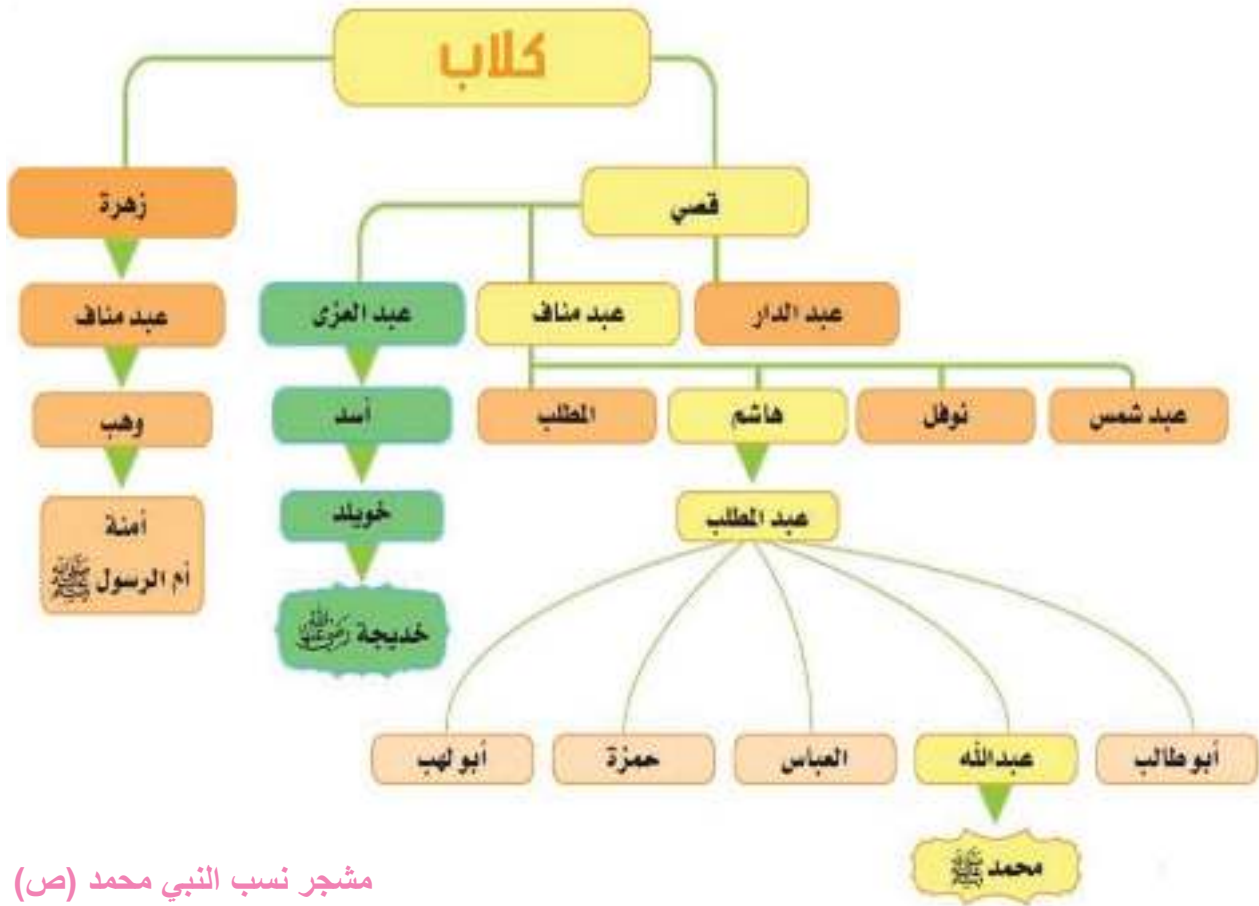 كلاب
قصي
زهرة
عبد الدار
عبد مناف
عبد العزى
عبد مناف
عبد شمس
نوفل
هاشم
المطلب
أسد
وهب
عبد المطلب
خويلد
أمنة
أم الرسول ﷺ
خديجة رضي الله عنها
أبو طالب
عبدالله
العباس
حمزة
أبو لهب
محمد ﷺ
مشجر نسب النبي محمد (ص)